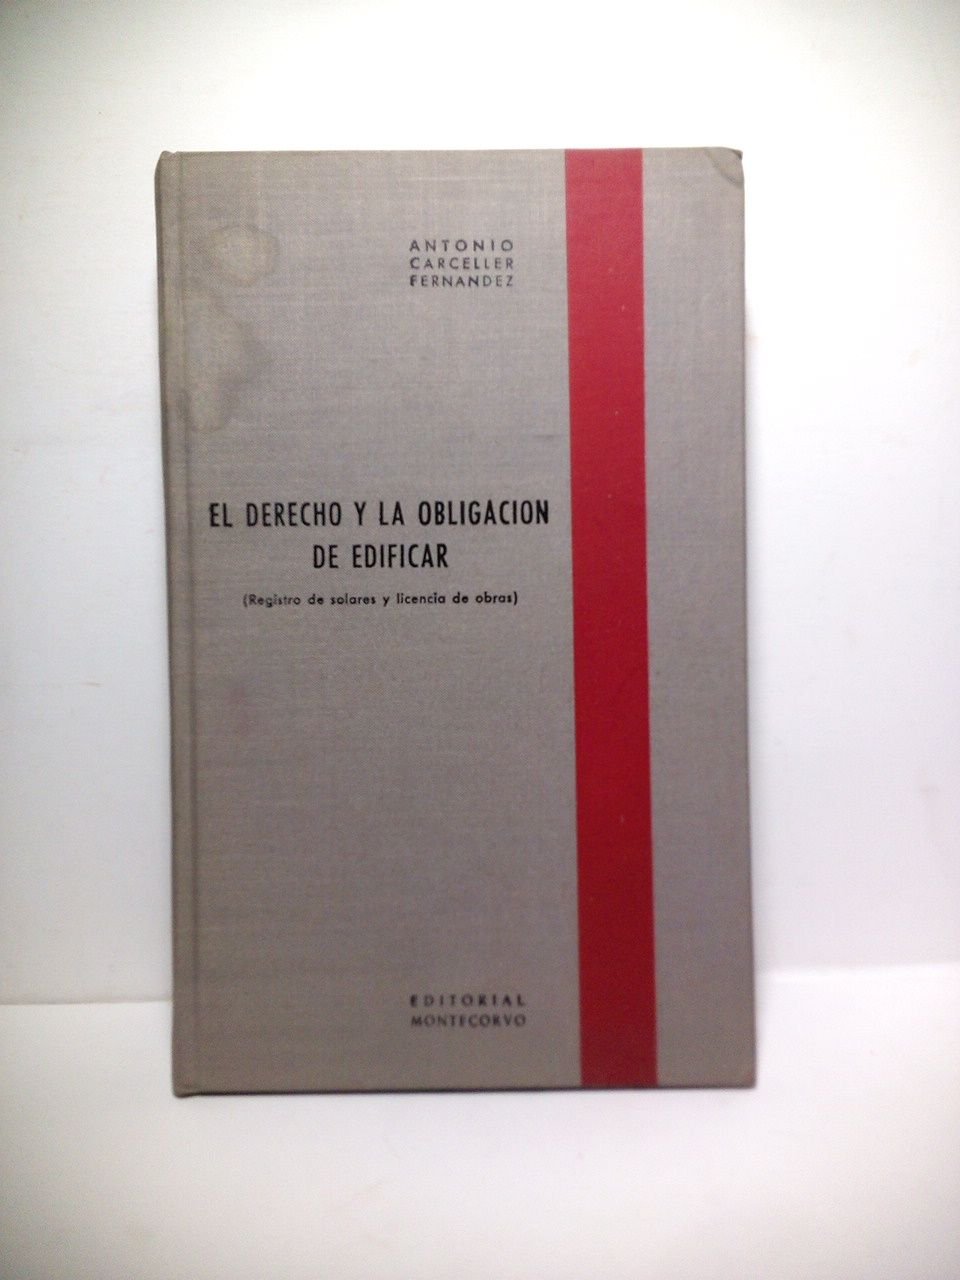 ANTONIO
CARCELLER
FERNANDEZ
EL DERECHO Y LA OBLIGACION
DE EDIFICAR
(Registro de solares y licencia de obras)
EDITORIAL
MONTECORVO